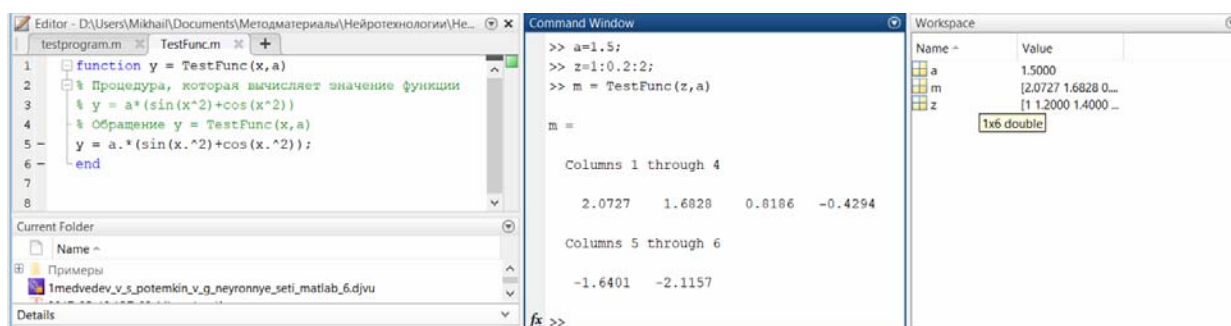 Editor - D:\Users\Mikhail\Documents\Методматериалы\Нейротехнологии\Не...
testprogram.m
TestFunc.m
1 function y = TestFunc(x,a)
2 % Процедура, которая вычисляет значение функции
3 % y = a*(sin(x^2)+cos(x^2))
4 % Обращение y = TestFunc(x,a)
5 – y = a.*(sin(x.^2)+cos(x.^2));
6 – end
7
8
Current Folder
Name
Примеры
1medvedev_v_s_potemkin_v_g_neyronnye_seti_matlab_6.djvu
Details
Command Window
>> a=1.5;
>> z=1:0.2:2;
>> m = TestFunc(z,a)
m =
Columns 1 through 4
2.0727 1.6828 0.8186 -0.4294
Columns 5 through 6
-1.6401 -2.1157
fx >>
Workspace
Name Value
a 1.5000
m [2.0727 1.6828 0....
z [1 1.2000 1.4000 ...
1x6 double